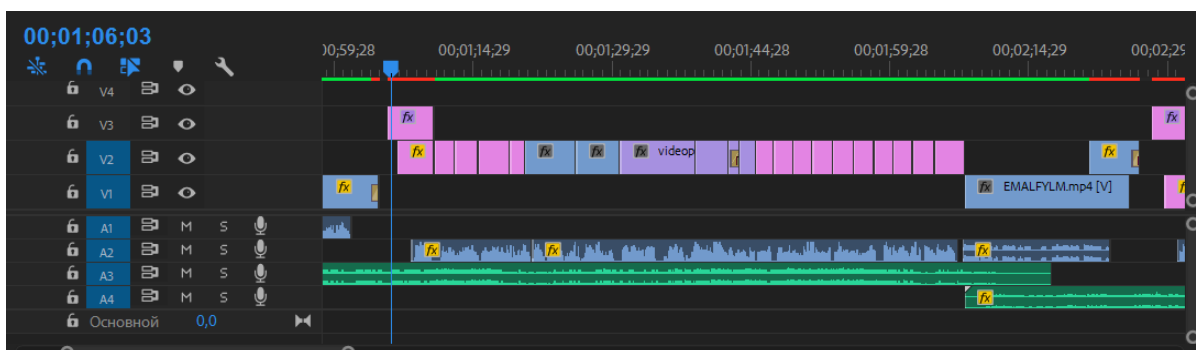 00;01;06;03
00;59;28 00;01;14;29 00;01;29;29 00;01;44;28 00;01;59;28 00;02;14;29 00;02;29
V4
V3 fx fx
V2 fx fx fx fx videop fx
V1 fx fx EMALFYLM.mp4 [V]
A1 M S
A2 M S fx fx fx
A3 M S
A4 M S fx
Основной 0,0